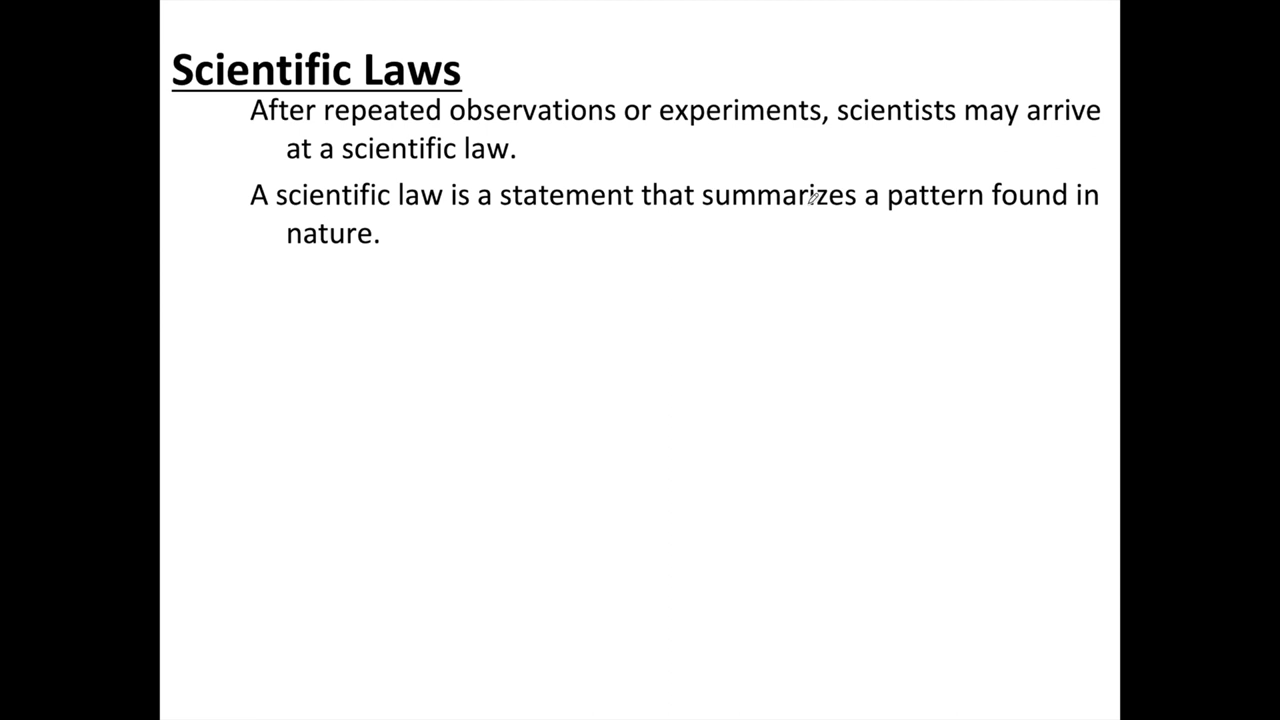 Scientific Laws
After repeated observations or experiments, scientists may arrive
at a scientific law.
A scientific law is a statement that summarizes a pattern found in
nature.